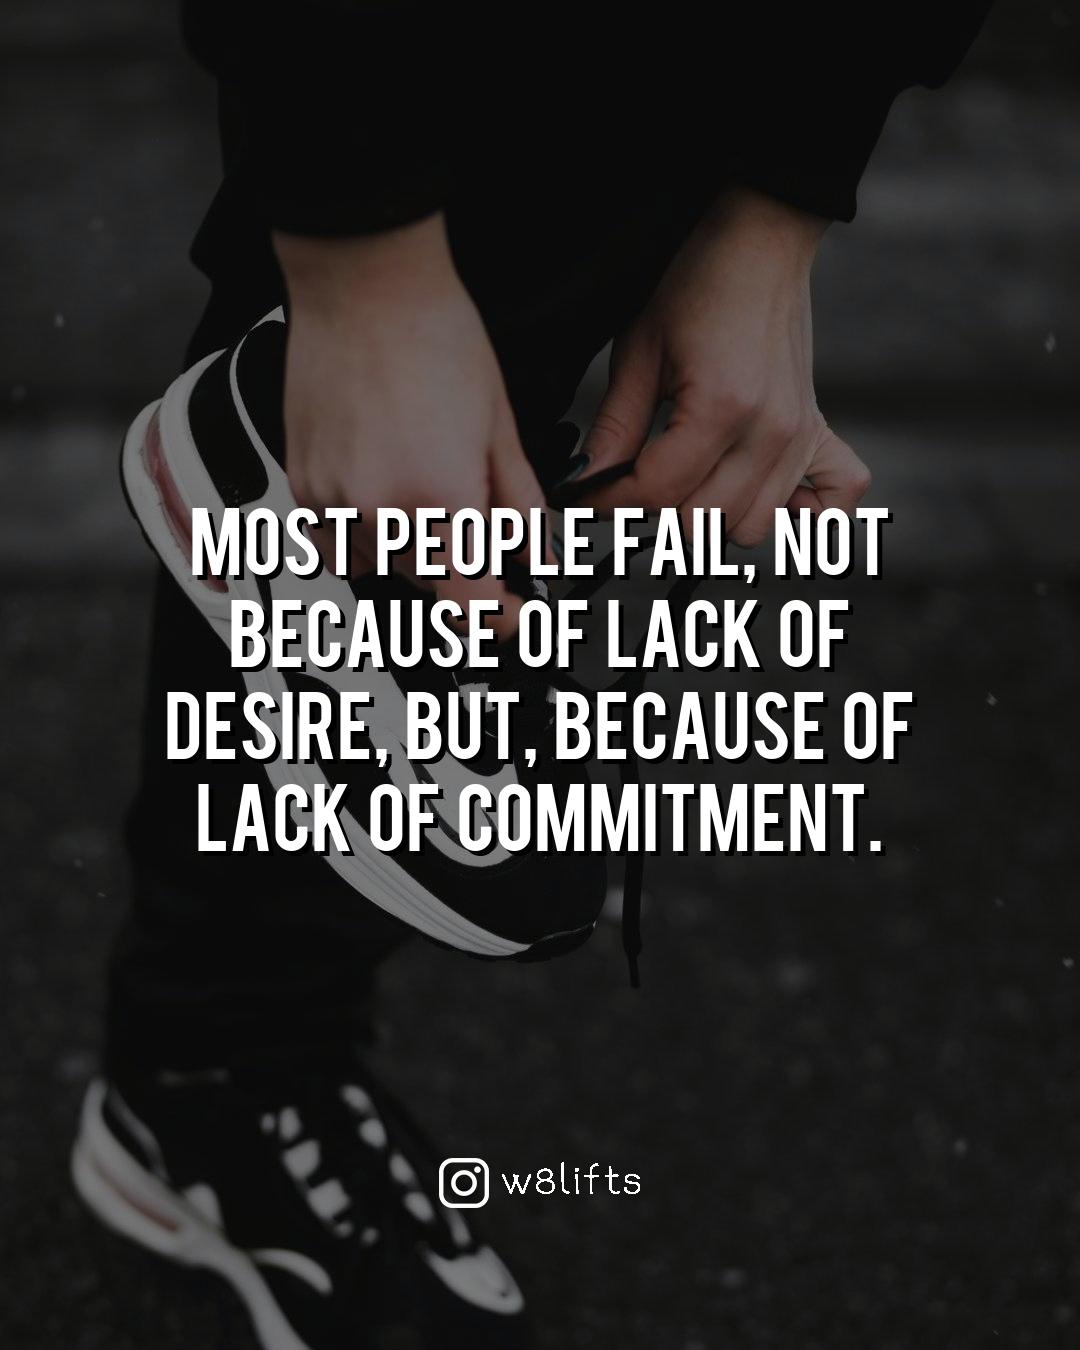 MOST PEOPLE FAIL, NOT
BECAUSE OF LACK OF
DESIRE, BUT, BECAUSE OF
LACK OF COMMITMENT.
w8lifts